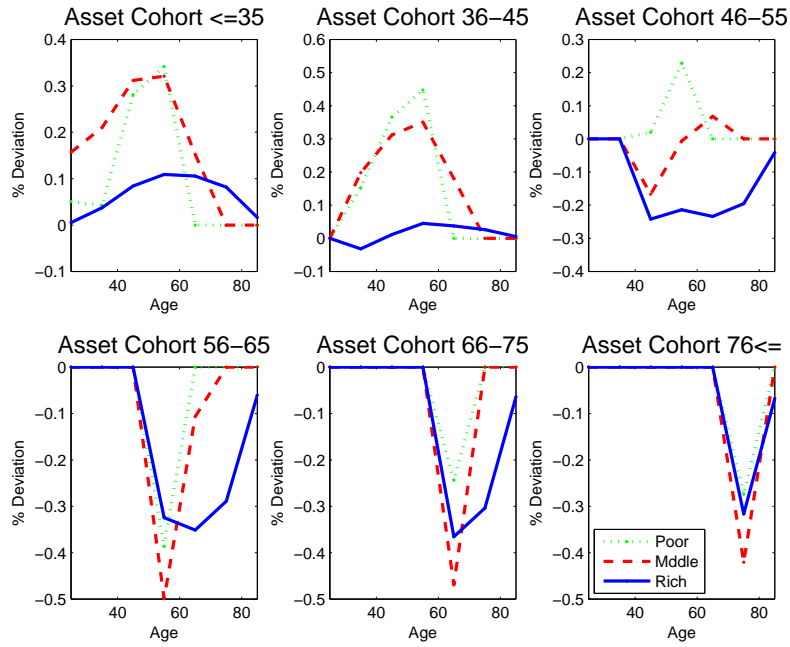 Asset Cohort <=35
% Deviation
0.5
0.4
0.3
0.2
0.1
0
−0.1
40
60
80
Age
Asset Cohort 36−45
% Deviation
0.6
0.5
0.4
0.3
0.2
0.1
0
−0.1
40
60
80
Age
Asset Cohort 46−55
% Deviation
0.3
0.2
0.1
0
−0.1
−0.2
−0.3
−0.4
40
60
80
Age
Asset Cohort 56−65
% Deviation
0
−0.1
−0.2
−0.3
−0.4
−0.5
40
60
80
Age
Asset Cohort 66−75
% Deviation
0
−0.1
−0.2
−0.3
−0.4
−0.5
40
60
80
Age
Asset Cohort 76<=
% Deviation
0
−0.1
−0.2
−0.3
−0.4
−0.5
40
60
80
Age
Poor
Mddle
Rich